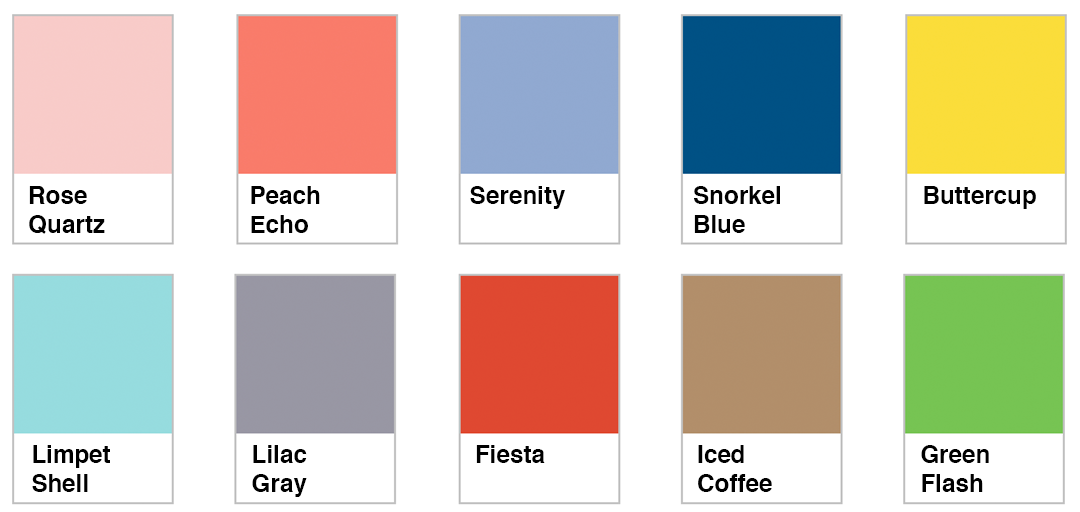 Rose
Quartz
Peach
Echo
Serenity
Snorkel
Blue
Buttercup
Limpet
Shell
Lilac
Gray
Fiesta
Iced
Coffee
Green
Flash